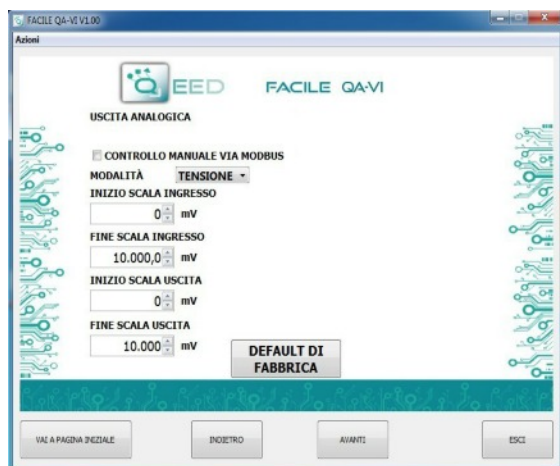 FACILE QA-VI V1.00
Azioni
QEED FACILE QA-VI
USCITA ANALOGICA
CONTROLLO MANUALE VIA MODBUS
MODALITÀ TENSIONE
INIZIO SCALA INGRESSO
0 mV
FINE SCALA INGRESSO
10.000,0 mV
INIZIO SCALA USCITA
0 mV
FINE SCALA USCITA
10.000 mV
DEFAULT DI
FABBRICA
VAI A PAGINA INIZIALE INDIETRO AVANTI ESCI